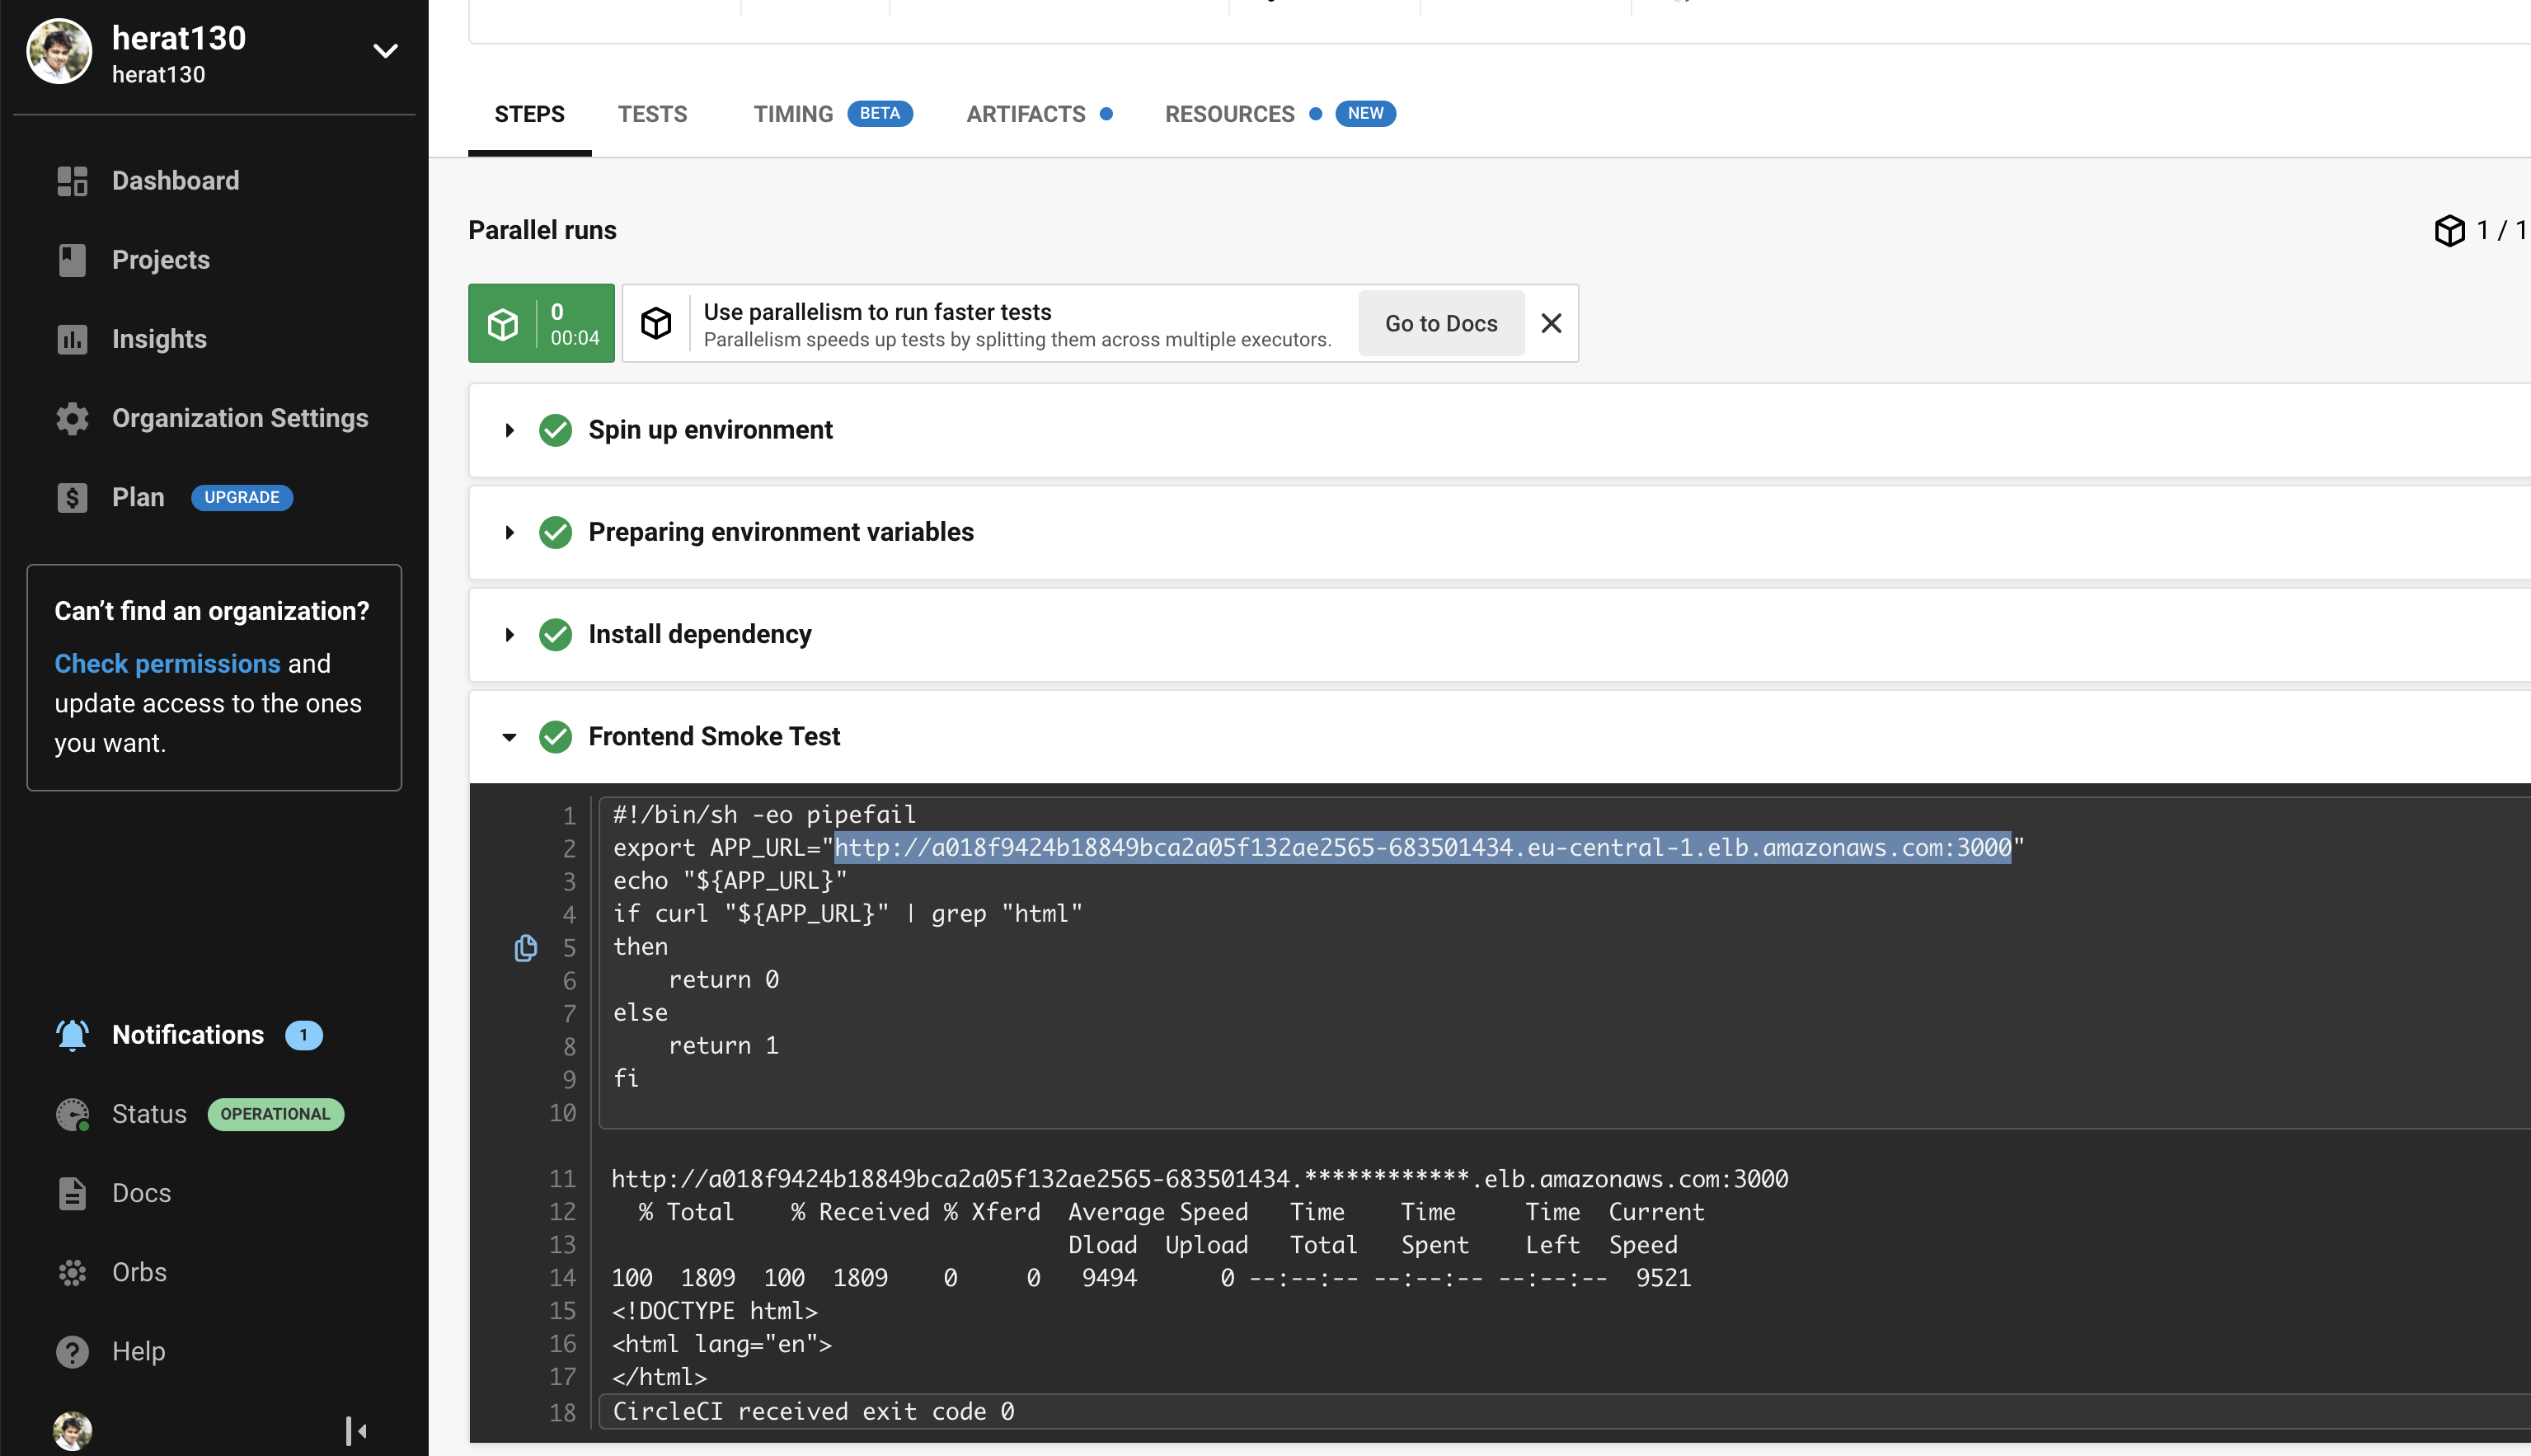 herat130
herat130
Dashboard
Projects
Insights
Organization Settings
Plan UPGRADE
Can’t find an organization?
Check permissions and
update access to the ones
you want.
Notifications 1
Status OPERATIONAL
Docs
Orbs
Help
STEPS TESTS TIMING BETA ARTIFACTS RESOURCES NEW
Parallel runs
1 / 1
0
00:04
Use parallelism to run faster tests
Parallelism speeds up tests by splitting them across multiple executors.
Go to Docs
Spin up environment
Preparing environment variables
Install dependency
Frontend Smoke Test
1 #!/bin/sh -eo pipefail
2 export APP_URL="http://a018f9424b18849bca2a05f132ae2565-683501434.eu-central-1.elb.amazonaws.com:3000"
3 echo "${APP_URL}"
4 if curl "${APP_URL}" | grep "html"
5 then
6     return 0
7 else
8     return 1
9 fi
10
11 http://a018f9424b18849bca2a05f132ae2565-683501434.************.elb.amazonaws.com:3000
12   % Total    % Received % Xferd  Average Speed   Time    Time     Time  Current
13                                  Dload  Upload   Total   Spent    Left  Speed
14 100  1809  100  1809    0     0   9494      0 --:--:-- --:--:-- --:--:--  9521
15 <!DOCTYPE html>
16 <html lang="en">
17 </html>
18 CircleCI received exit code 0